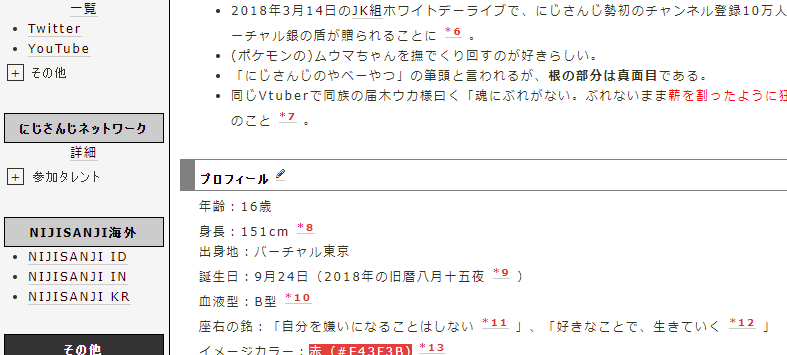 一覧
Twitter
YouTube
+ その他
にじさんじネットワーク
詳細
+ 参加タレント
NIJISANJI海外
NIJISANJI ID
NIJISANJI IN
NIJISANJI KR
その他
2018年3月14日のJK組ホワイトデーライブで、にじさんじ勢初のチャンネル登録10万人
ーチャル銀の盾が贈られることに *6 。
(ポケモンの)ムウマちゃんを撫でくり回すのが好きらしい。
「にじさんじのやべーやつ」の筆頭と言われるが、根の部分は真面目である。
同じVtuberで同族の届木ウカ様曰く「魂にぶれがない。ぶれないまま薪を割ったように狂
のこと *7 。
プロフィール
年齢：16歳
身長：151cm *8
出身地：バーチャル東京
誕生日：9月24日（2018年の旧暦八月十五夜 *9 ）
血液型：B型 *10
座右の銘：「自分を嫌いになることはしない *11 」、「好きなことで、生きていく *12 」
イメージカラー：赤（#E43F3B） *13